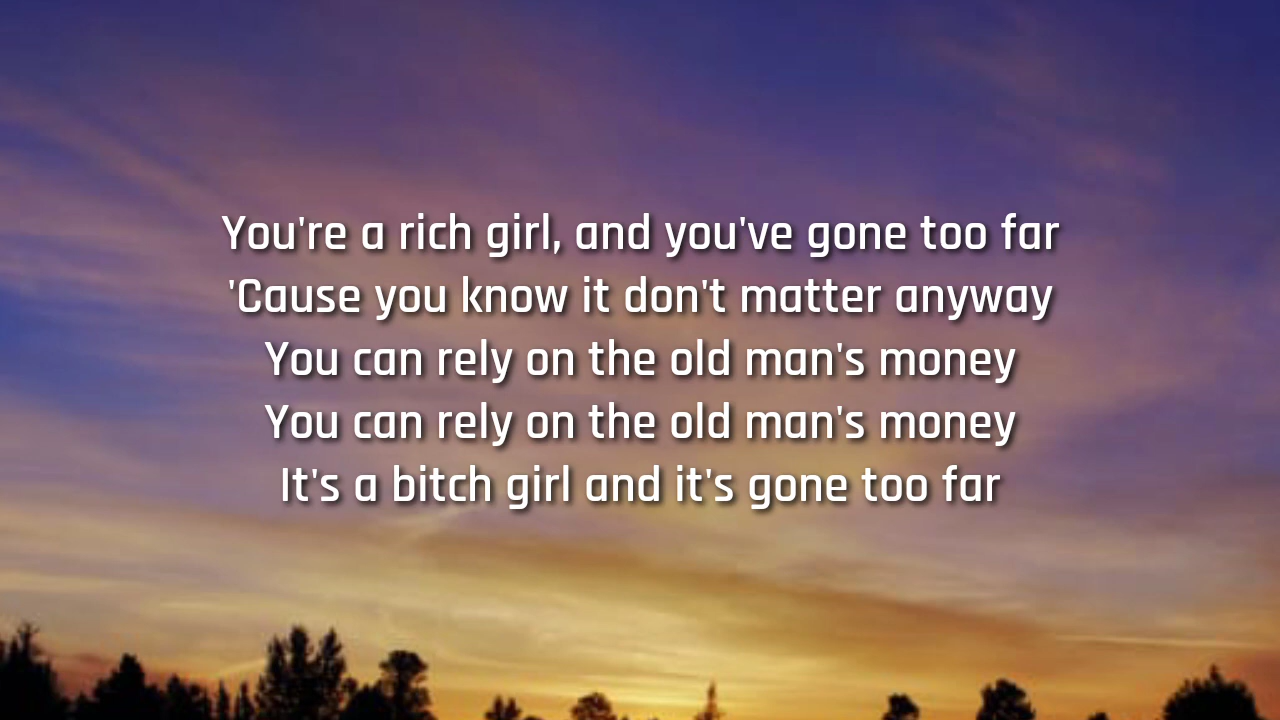 You're a rich girl, and you've gone too far
'Cause you know it don't matter anyway
You can rely on the old man's money
You can rely on the old man's money
It's a bitch girl and it's gone too far